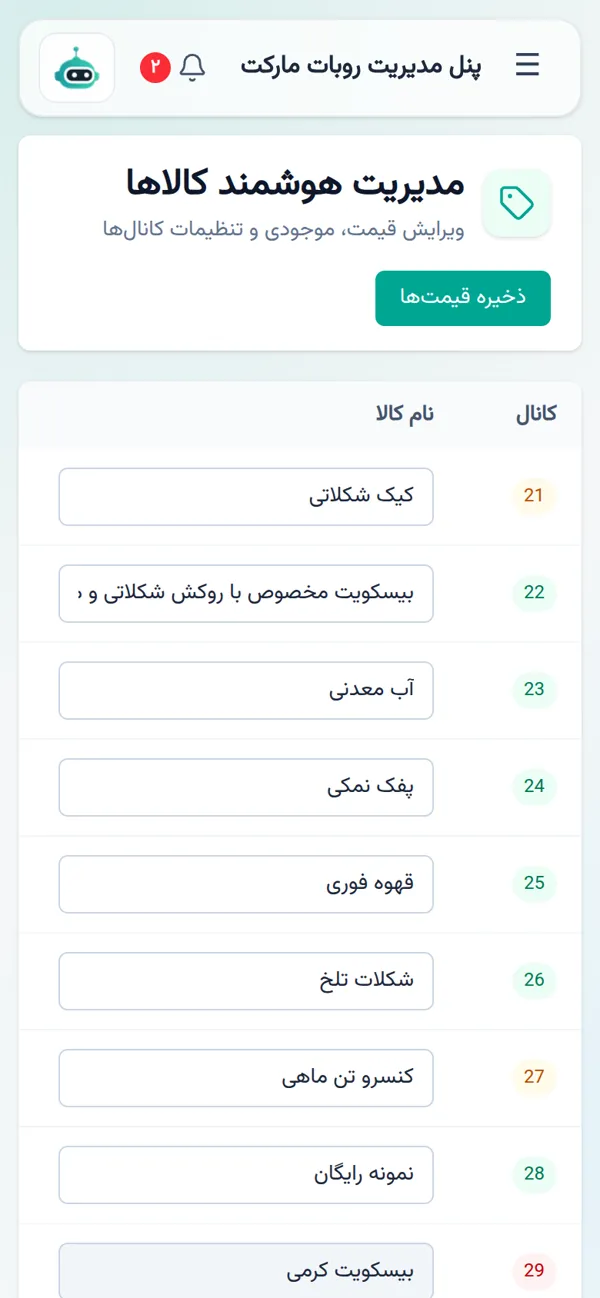 ☰ پنل مدیریت روبات مارکت ۲
مدیریت هوشمند کالاها
ویرایش قیمت، موجودی و تنظیمات کانال‌ها
ذخیره قیمت‌ها
کانال نام کالا
21 کیک شکلاتی
22 بیسکویت مخصوص با روکش شکلاتی و
23 آب معدنی
24 پفک نمکی
25 قهوه فوری
26 شکلات تلخ
27 کنسرو تن ماهی
28 نمونه رایگان
29 بیسکویت کرمی